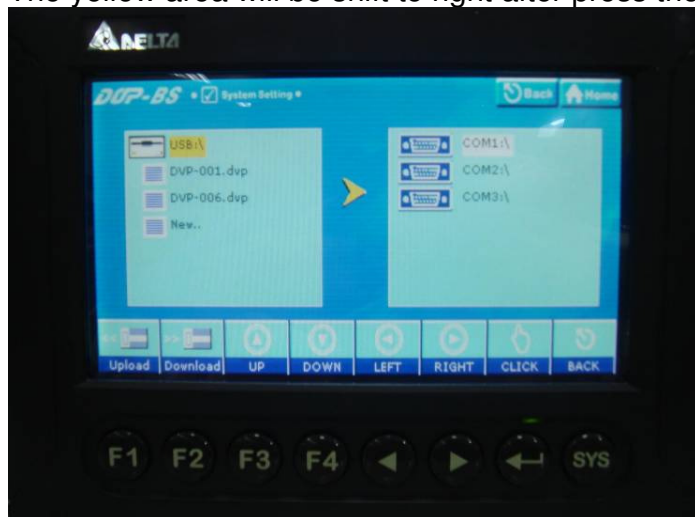 The yellow area will be shift to right after press the
DELTA
DOP-BS • System Setting •
Back
Home
USB:\
DVP-001.dvp
DVP-006.dvp
New..
COM1:\
COM2:\
COM3:\
<< Upload
>> Download
UP
DOWN
LEFT
RIGHT
CLICK
BACK
F1 F2 F3 F4 SYS